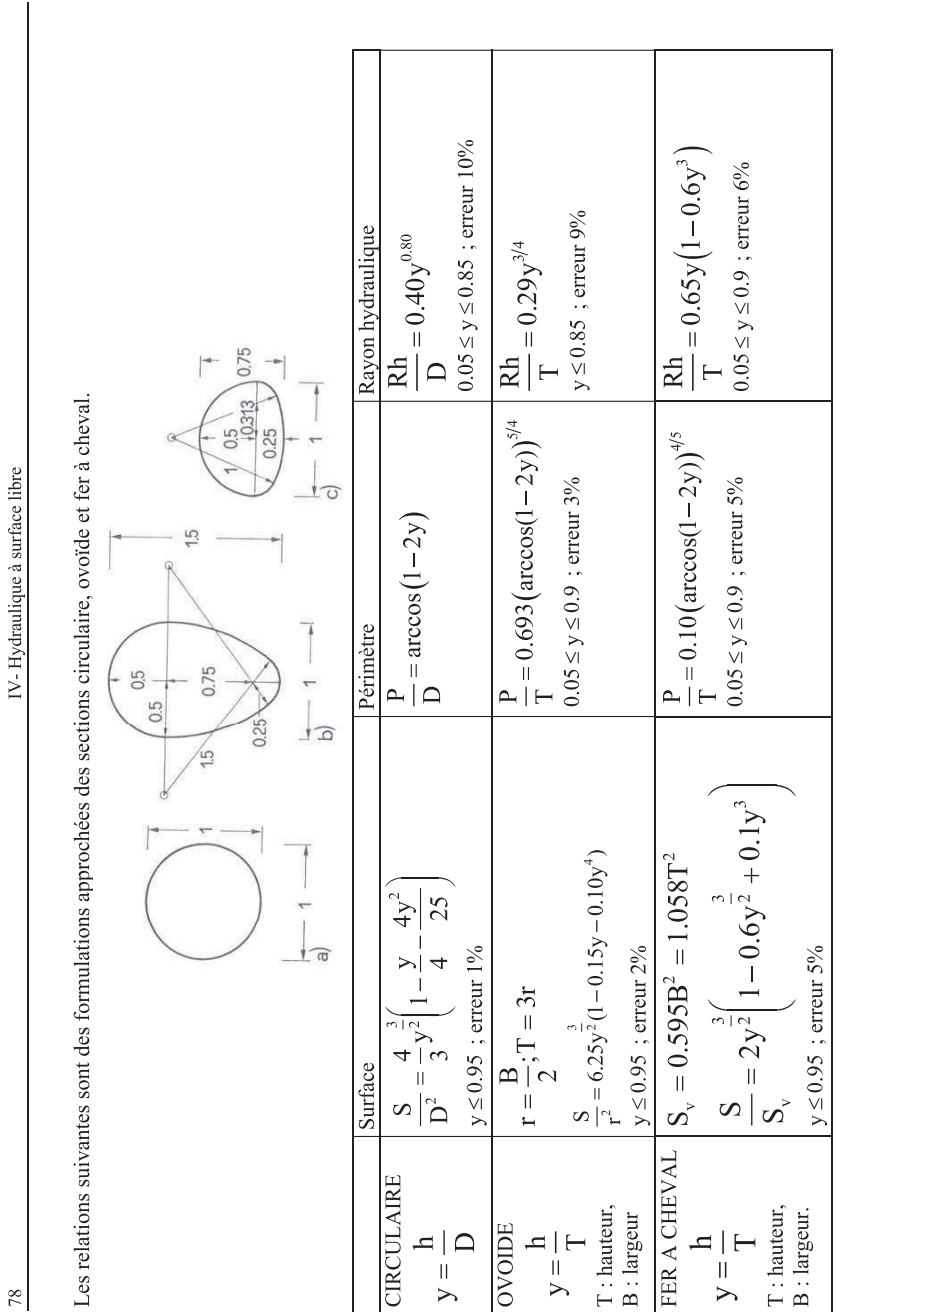 78
IV- Hydraulique à surface libre
Les relations suivantes sont des formulations approchées des sections circulaire, ovoïde et fer à cheval.
1
1
a)
0.5
0.5
0.75
1.5
0.25
1
1.5
b)
1
0.5
0.313
0.25
0.75
1
c)
Surface
Périmètre
Rayon hydraulique
CIRCULAIRE
y = h/D
S/D² = 4/3 y^(3/2) (1 − y/4 − 4y²/25)
y ≤ 0.95 ; erreur 1%
P/D = arccos(1−2y)
Rh/D = 0.40y^0.80
0.05 ≤ y ≤ 0.85 ; erreur 10%
OVOIDE
y = h/T
T : hauteur,
B : largeur
r = B/2; T = 3r
S/r² = 6.25y^(3/2) (1−0.15y−0.10y⁴)
y ≤ 0.95 ; erreur 2%
P/T = 0.693(arccos(1−2y))^5/4
0.05 ≤ y ≤ 0.9 ; erreur 3%
Rh/T = 0.29y^3/4
y ≤ 0.85 ; erreur 9%
FER A CHEVAL
y = h/T
T : hauteur,
B : largeur.
Sv = 0.595B² = 1.058T²
S/Sv = 2y^(3/2) (1−0.6y^(3/2) + 0.1y³)
y ≤ 0.95 ; erreur 5%
P/T = 0.10(arccos(1−2y))^4/5
0.05 ≤ y ≤ 0.9 ; erreur 5%
Rh/T = 0.65y(1−0.6y³)
0.05 ≤ y ≤ 0.9 ; erreur 6%